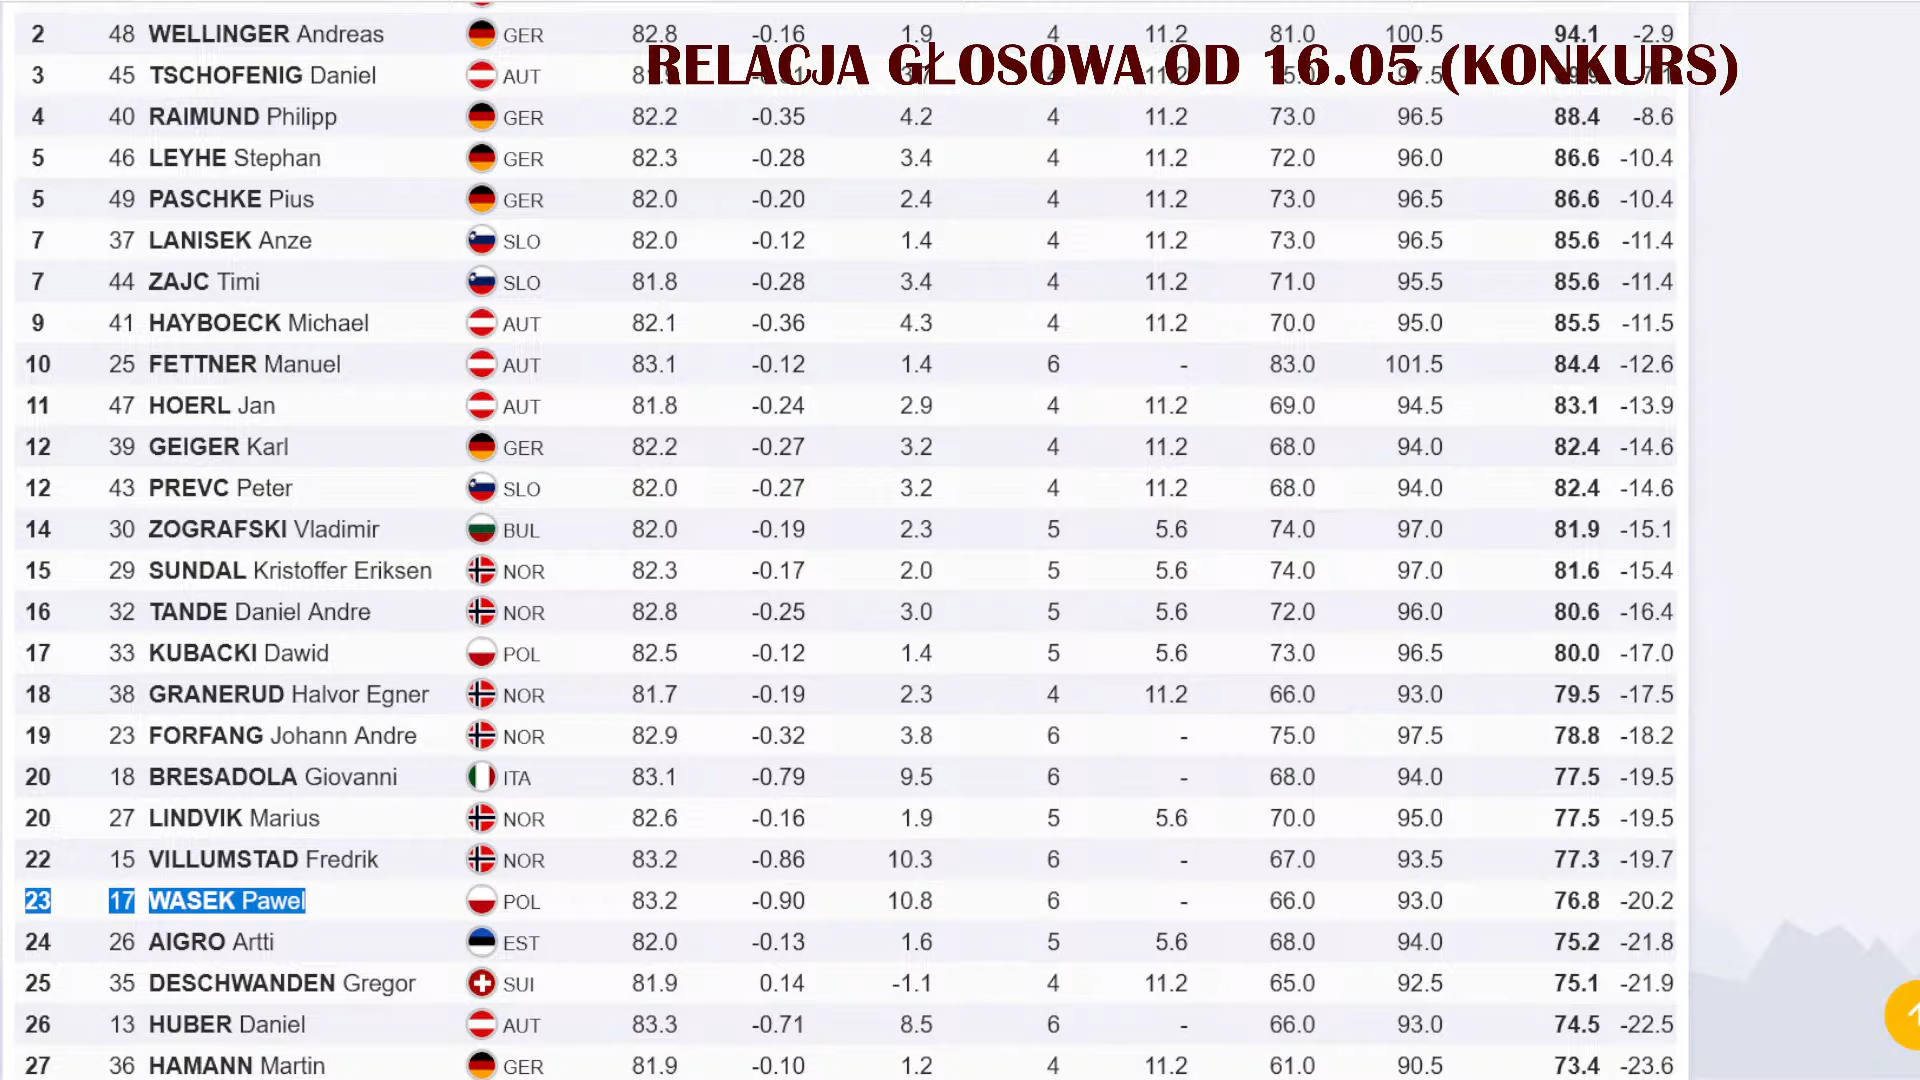 2 48 WELLINGER Andreas GER 82.8 -0.16 1.9 4 11.2 81.0 100.5 94.1 -2.9
RELACJA GŁOSOWA OD 16.05 (KONKURS)
3 45 TSCHOFENIG Daniel AUT
4 40 RAIMUND Philipp GER 82.2 -0.35 4.2 4 11.2 73.0 96.5 88.4 -8.6
5 46 LEYHE Stephan GER 82.3 -0.28 3.4 4 11.2 72.0 96.0 86.6 -10.4
5 49 PASCHKE Pius GER 82.0 -0.20 2.4 4 11.2 73.0 96.5 86.6 -10.4
7 37 LANISEK Anze SLO 82.0 -0.12 1.4 4 11.2 73.0 96.5 85.6 -11.4
7 44 ZAJC Timi SLO 81.8 -0.28 3.4 4 11.2 71.0 95.5 85.6 -11.4
9 41 HAYBOECK Michael AUT 82.1 -0.36 4.3 4 11.2 70.0 95.0 85.5 -11.5
10 25 FETTNER Manuel AUT 83.1 -0.12 1.4 6 - 83.0 101.5 84.4 -12.6
11 47 HOERL Jan AUT 81.8 -0.24 2.9 4 11.2 69.0 94.5 83.1 -13.9
12 39 GEIGER Karl GER 82.2 -0.27 3.2 4 11.2 68.0 94.0 82.4 -14.6
12 43 PREVC Peter SLO 82.0 -0.27 3.2 4 11.2 68.0 94.0 82.4 -14.6
14 30 ZOGRAFSKI Vladimir BUL 82.0 -0.19 2.3 5 5.6 74.0 97.0 81.9 -15.1
15 29 SUNDAL Kristoffer Eriksen NOR 82.3 -0.17 2.0 5 5.6 74.0 97.0 81.6 -15.4
16 32 TANDE Daniel Andre NOR 82.8 -0.25 3.0 5 5.6 72.0 96.0 80.6 -16.4
17 33 KUBACKI Dawid POL 82.5 -0.12 1.4 5 5.6 73.0 96.5 80.0 -17.0
18 38 GRANERUD Halvor Egner NOR 81.7 -0.19 2.3 4 11.2 66.0 93.0 79.5 -17.5
19 23 FORFANG Johann Andre NOR 82.9 -0.32 3.8 6 - 75.0 97.5 78.8 -18.2
20 18 BRESADOLA Giovanni ITA 83.1 -0.79 9.5 6 - 68.0 94.0 77.5 -19.5
20 27 LINDVIK Marius NOR 82.6 -0.16 1.9 5 5.6 70.0 95.0 77.5 -19.5
22 15 VILLUMSTAD Fredrik NOR 83.2 -0.86 10.3 6 - 67.0 93.5 77.3 -19.7
23 17 WASEK Pawel POL 83.2 -0.90 10.8 6 - 66.0 93.0 76.8 -20.2
24 26 AIGRO Artti EST 82.0 -0.13 1.6 5 5.6 68.0 94.0 75.2 -21.8
25 35 DESCHWANDEN Gregor SUI 81.9 0.14 -1.1 4 11.2 65.0 92.5 75.1 -21.9
26 13 HUBER Daniel AUT 83.3 -0.71 8.5 6 - 66.0 93.0 74.5 -22.5
27 36 HAMANN Martin GER 81.9 -0.10 1.2 4 11.2 61.0 90.5 73.4 -23.6